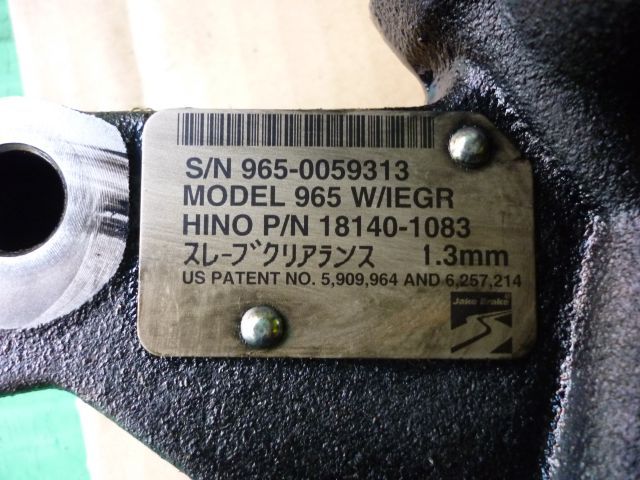 S/N 965-0059313
MODEL 965 W/IEGR
HINO P/N 18140-1083
スレーブクリアランス 1.3mm
US PATENT NO. 5,909,964 AND 6,257,214
Jake Brake